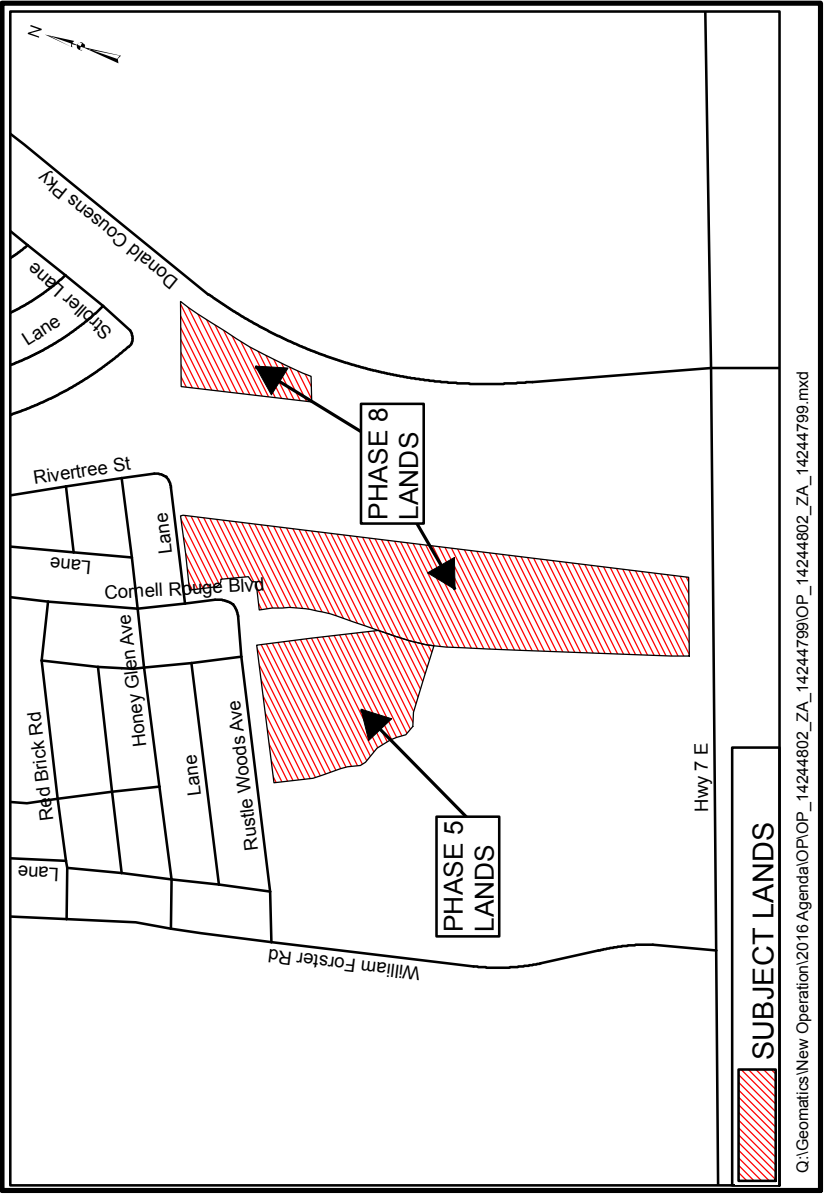 N
Donald Cousens Pky
Stroller Lane
Lane
Rivertree St
Lane
Lane
Cornell Rouge Blvd
Honey Glen Ave
Red Brick Rd
Lane
Rustle Woods Ave
Lane
William Forster Rd
PHASE 8
LANDS
PHASE 5
LANDS
Hwy 7 E
SUBJECT LANDS
Q:\Geomatics\New Operation\2016 Agenda\OP\OP_14244802_ZA_14244799\OP_14244802_ZA_14244799.mxd